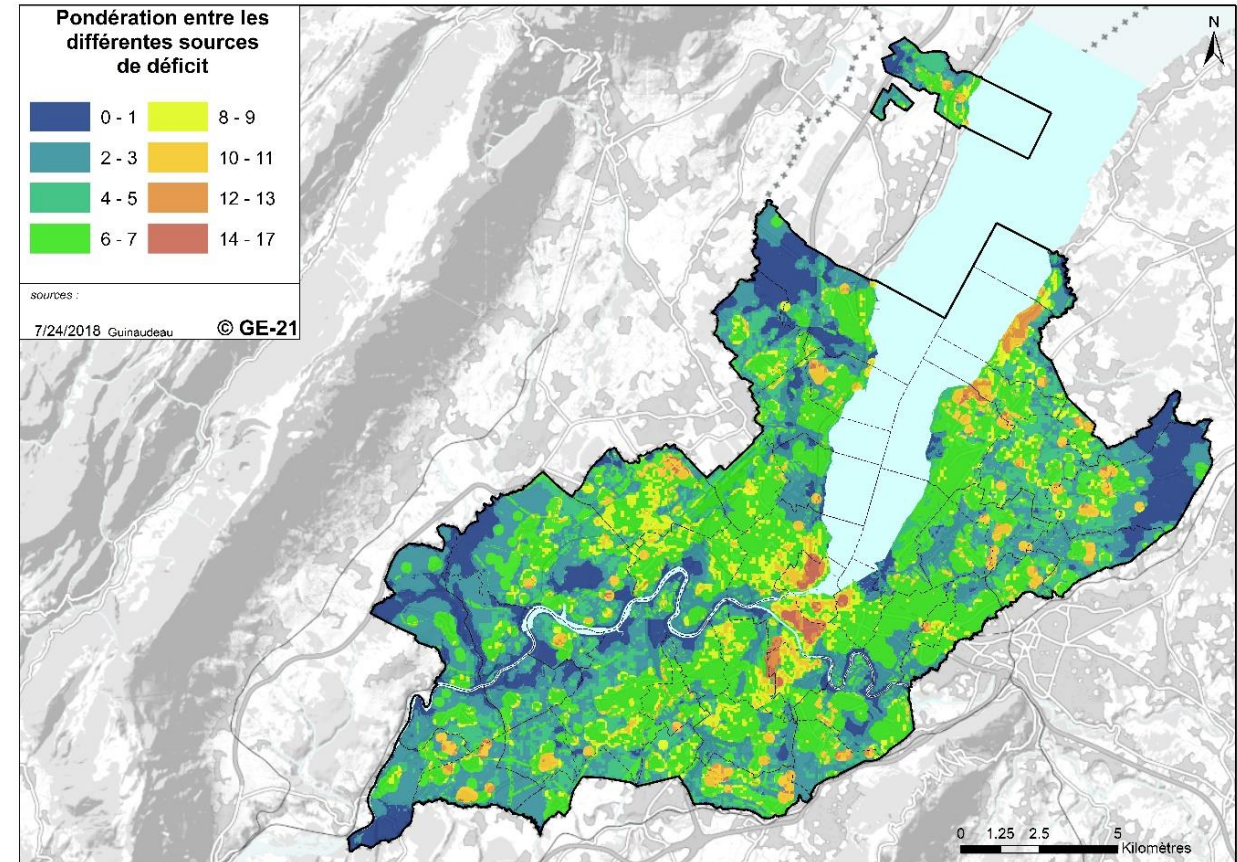 Pondération entre les
différentes sources
de déficit
0 - 1
8 - 9
2 - 3
10 - 11
4 - 5
12 - 13
6 - 7
14 - 17
sources :
7/24/2018 Guinaudeau © GE-21
N
0 1.25 2.5 5
Kilomètres